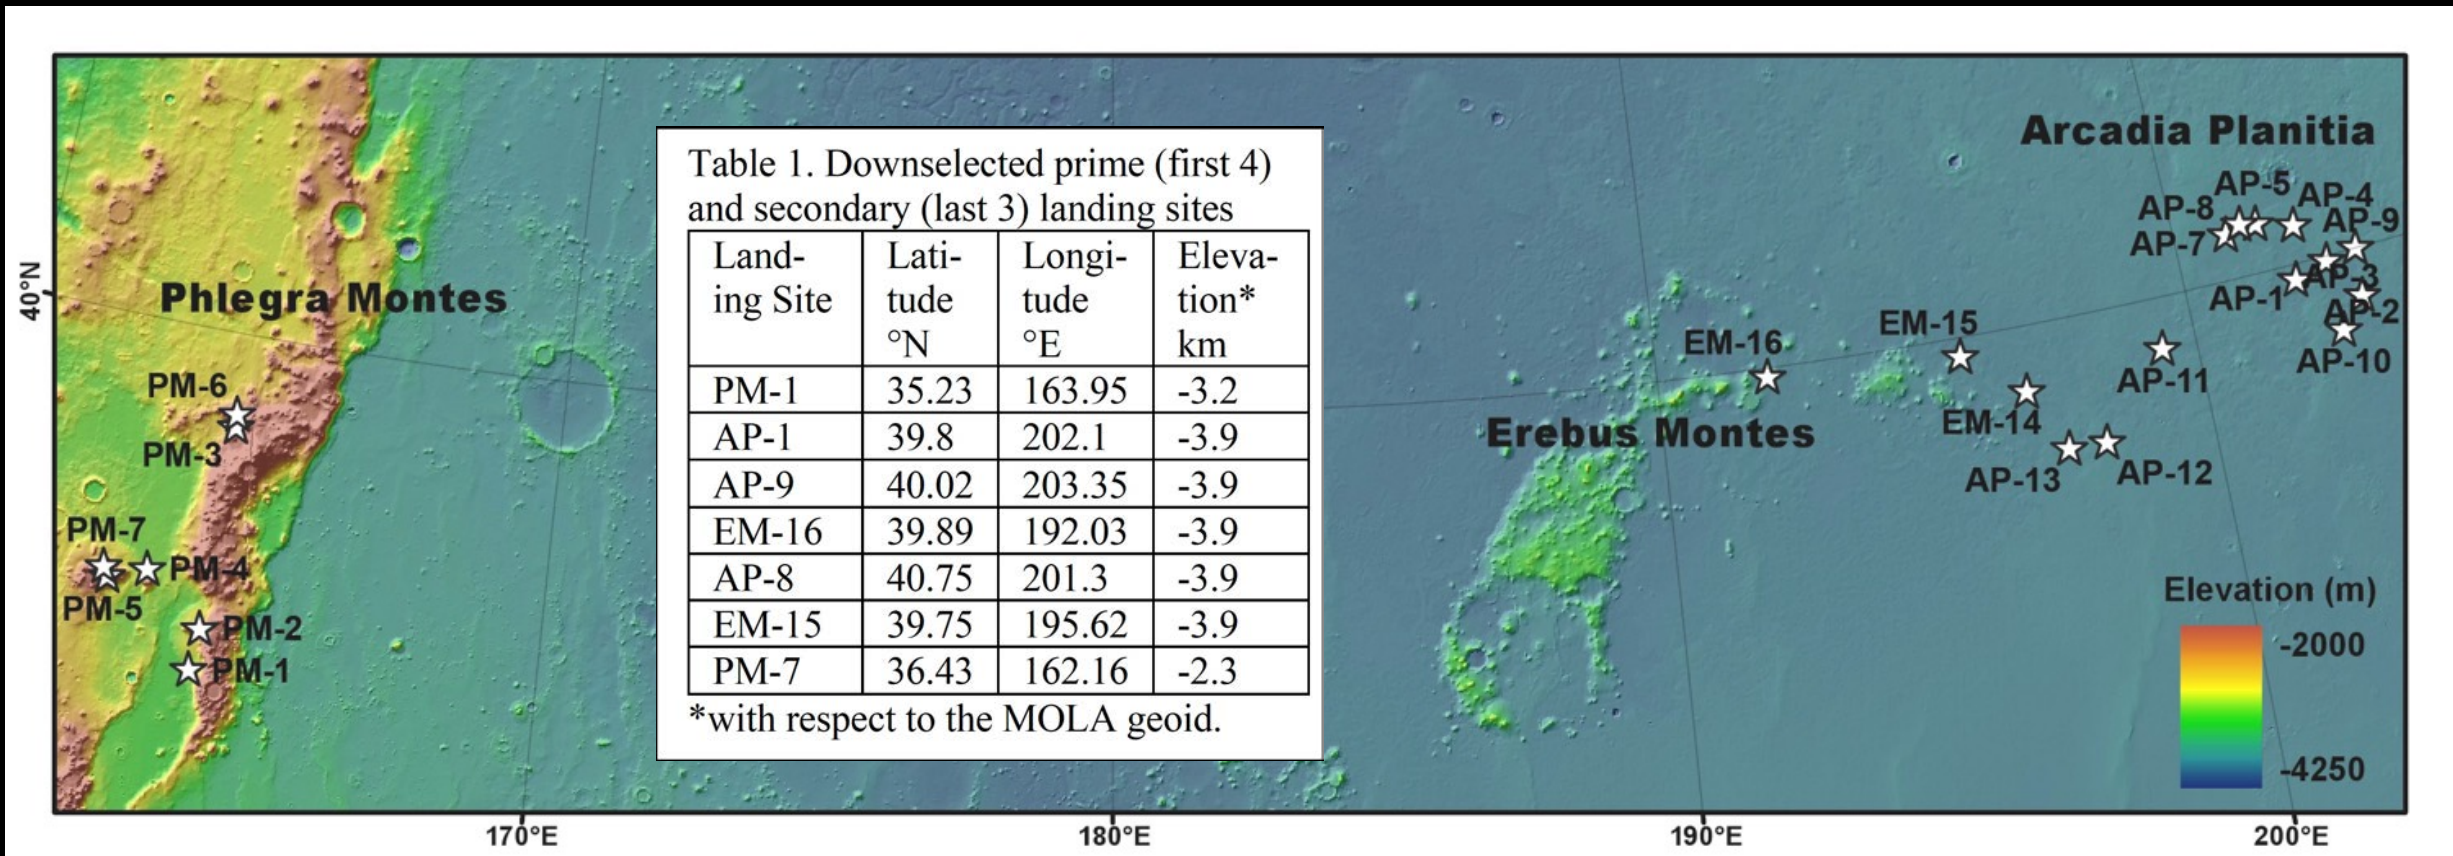 Arcadia Planitia
AP-5
AP-4
AP-8
AP-9
AP-7
AP-3
AP-1
AP-2
AP-10
AP-11
40°N
Phlegra Montes
PM-6
PM-3
PM-7
PM-4
PM-5
PM-2
PM-1
Table 1. Downselected prime (first 4)
and secondary (last 3) landing sites
Land-
ing Site
Lati-
tude
°N
Longi-
tude
°E
Eleva-
tion*
km
PM-1 35.23 163.95 -3.2
AP-1 39.8 202.1 -3.9
AP-9 40.02 203.35 -3.9
EM-16 39.89 192.03 -3.9
AP-8 40.75 201.3 -3.9
EM-15 39.75 195.62 -3.9
PM-7 36.43 162.16 -2.3
*with respect to the MOLA geoid.
EM-16
EM-15
Erebus Montes
EM-14
AP-13
AP-12
Elevation (m)
-2000
-4250
170°E
180°E
190°E
200°E